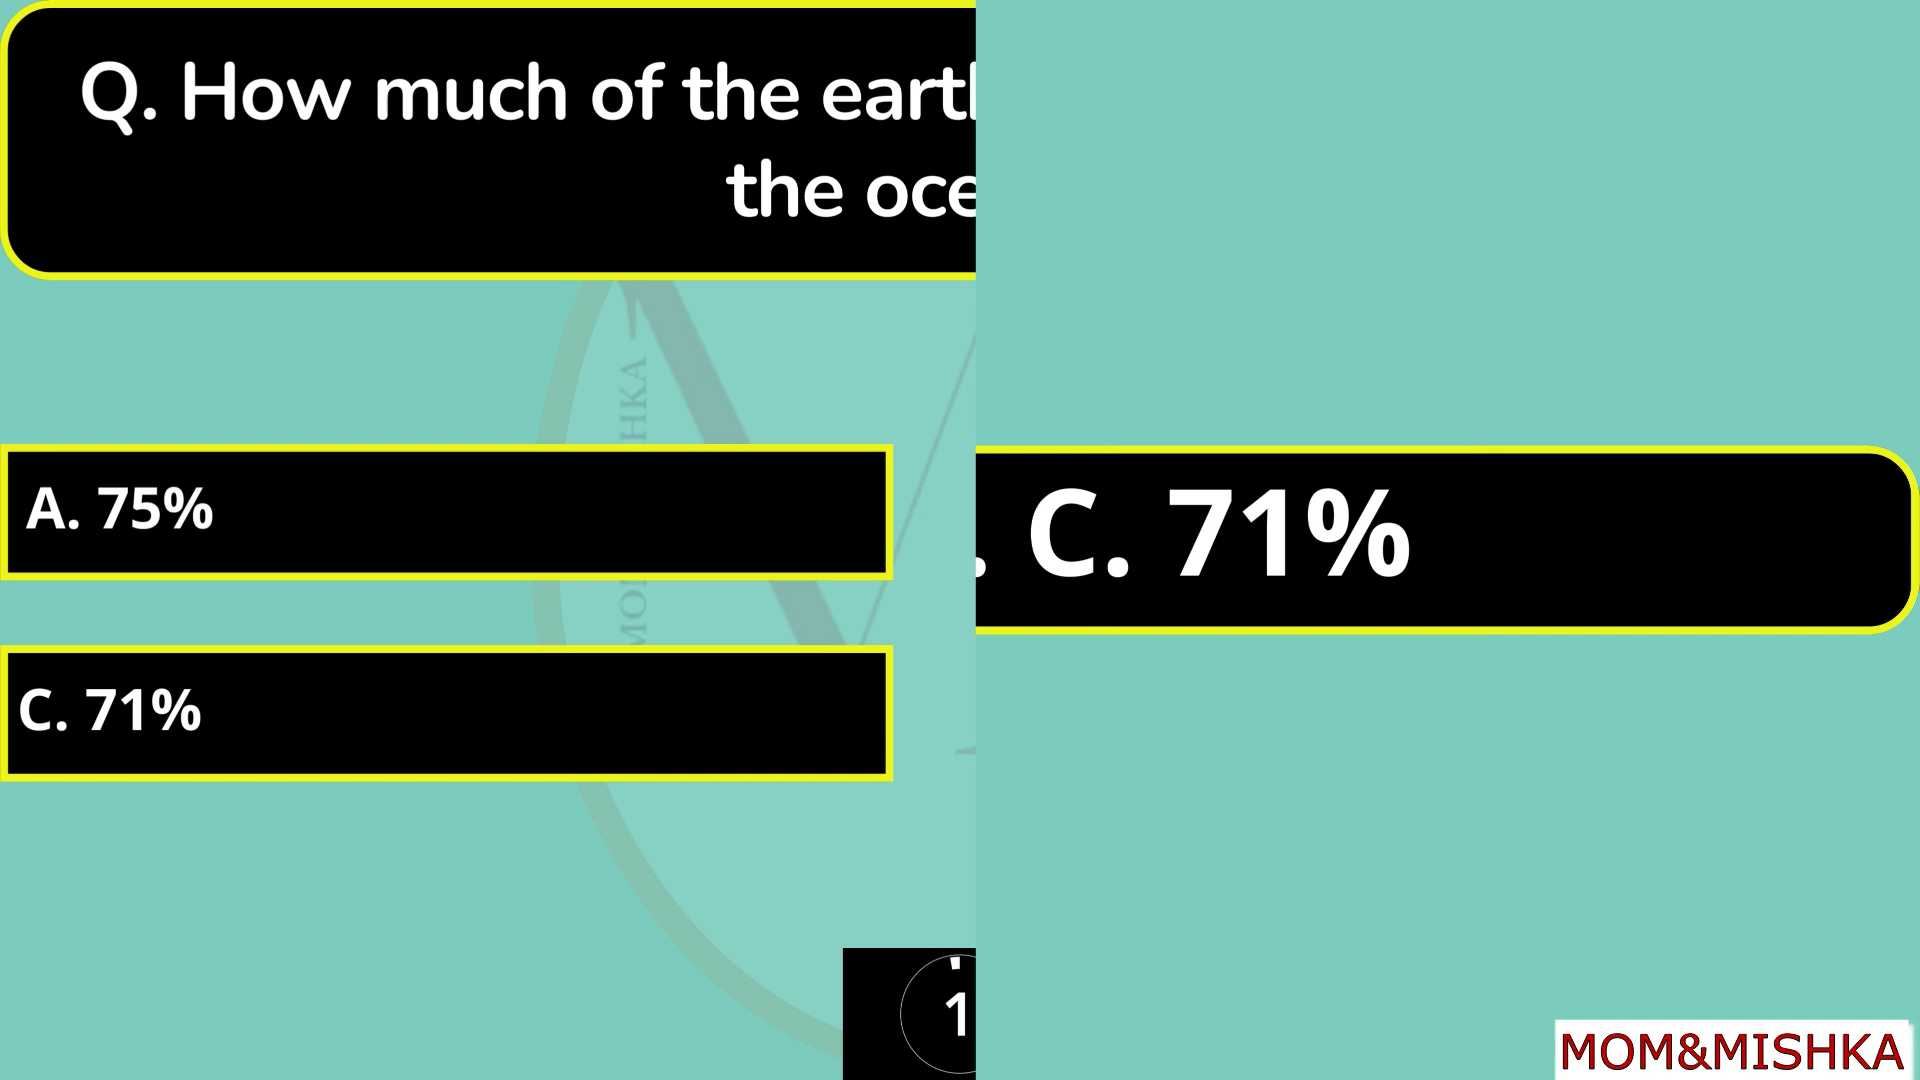 Q. How much of the eart
the oce
A. 75%
C. 71%
. C. 71%
1
MOM&MISHKA